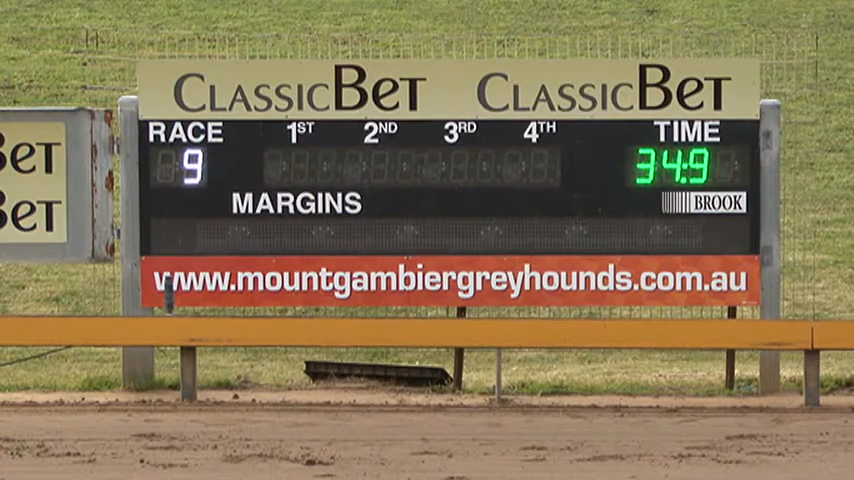 CLASSICBET CLASSICBET
RACE 1ST 2ND 3RD 4TH TIME
9 34:9
MARGINS BROOK
www.mountgambiergreyhounds.com.au
BET
BET